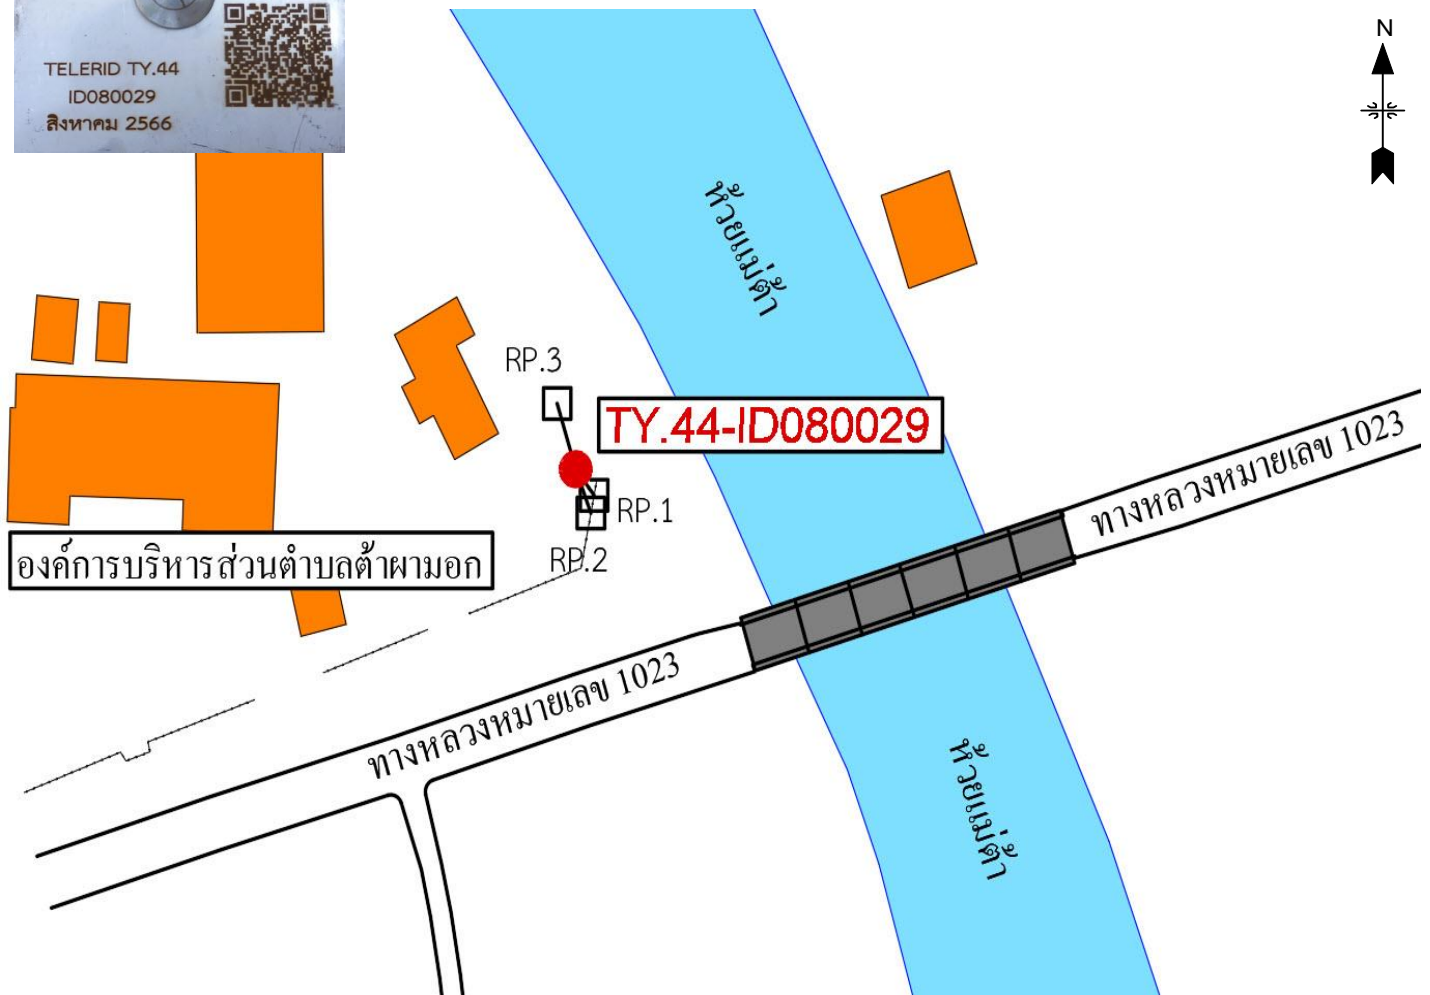 TELERID TY.44
ID080029
สิงหาคม 2566
N
ห้วยแม่ต้า
RP.3
TY.44-ID080029
RP.1
RP.2
องค์การบริหารส่วนตำบลต้าผามอก
ทางหลวงหมายเลข 1023
ทางหลวงหมายเลข 1023
ห้วยแม่ต้า